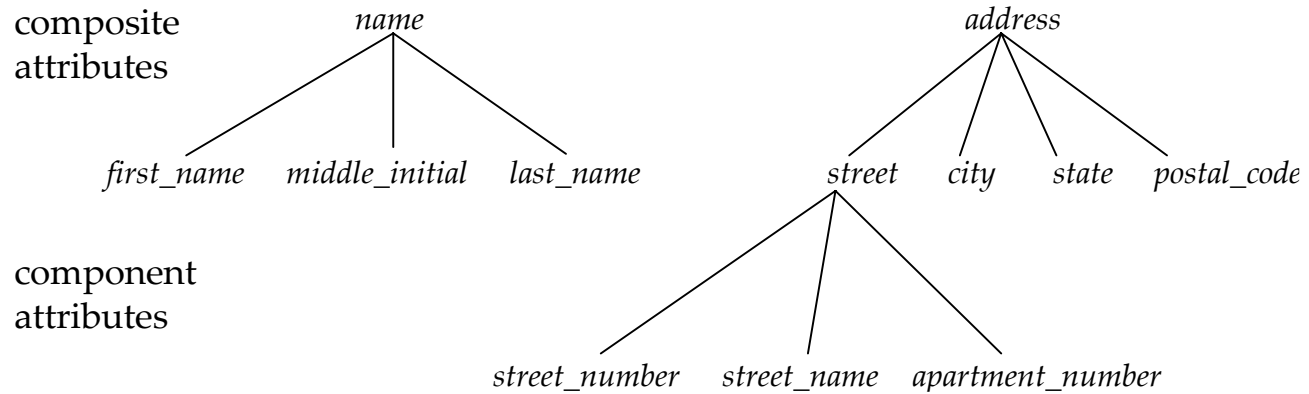 composite
attributes
name
address
first_name middle_initial last_name
street city state postal_code
component
attributes
street_number street_name apartment_number